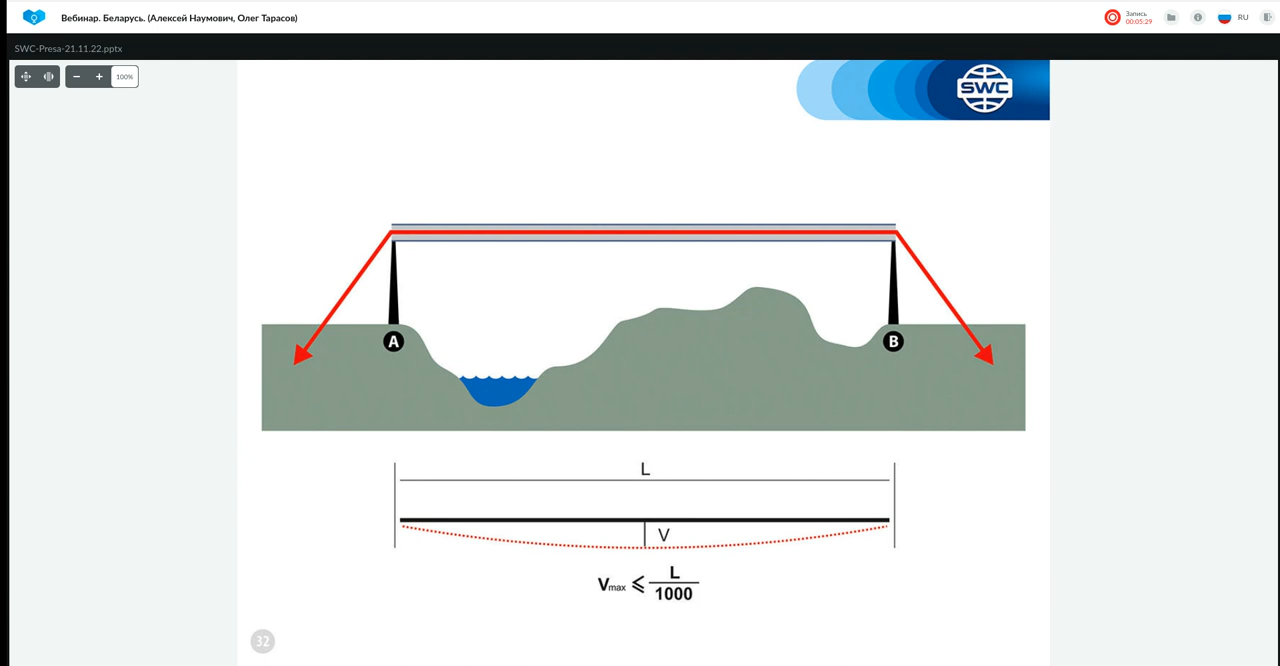 Вебинар. Беларусь. (Алексей Наумович, Олег Тарасов)
Запись
00:05:29
RU
SWC-Presa-21.11.22.pptx
100%
SWC
A
B
L
V
Vmax ⩽ L
1000
32